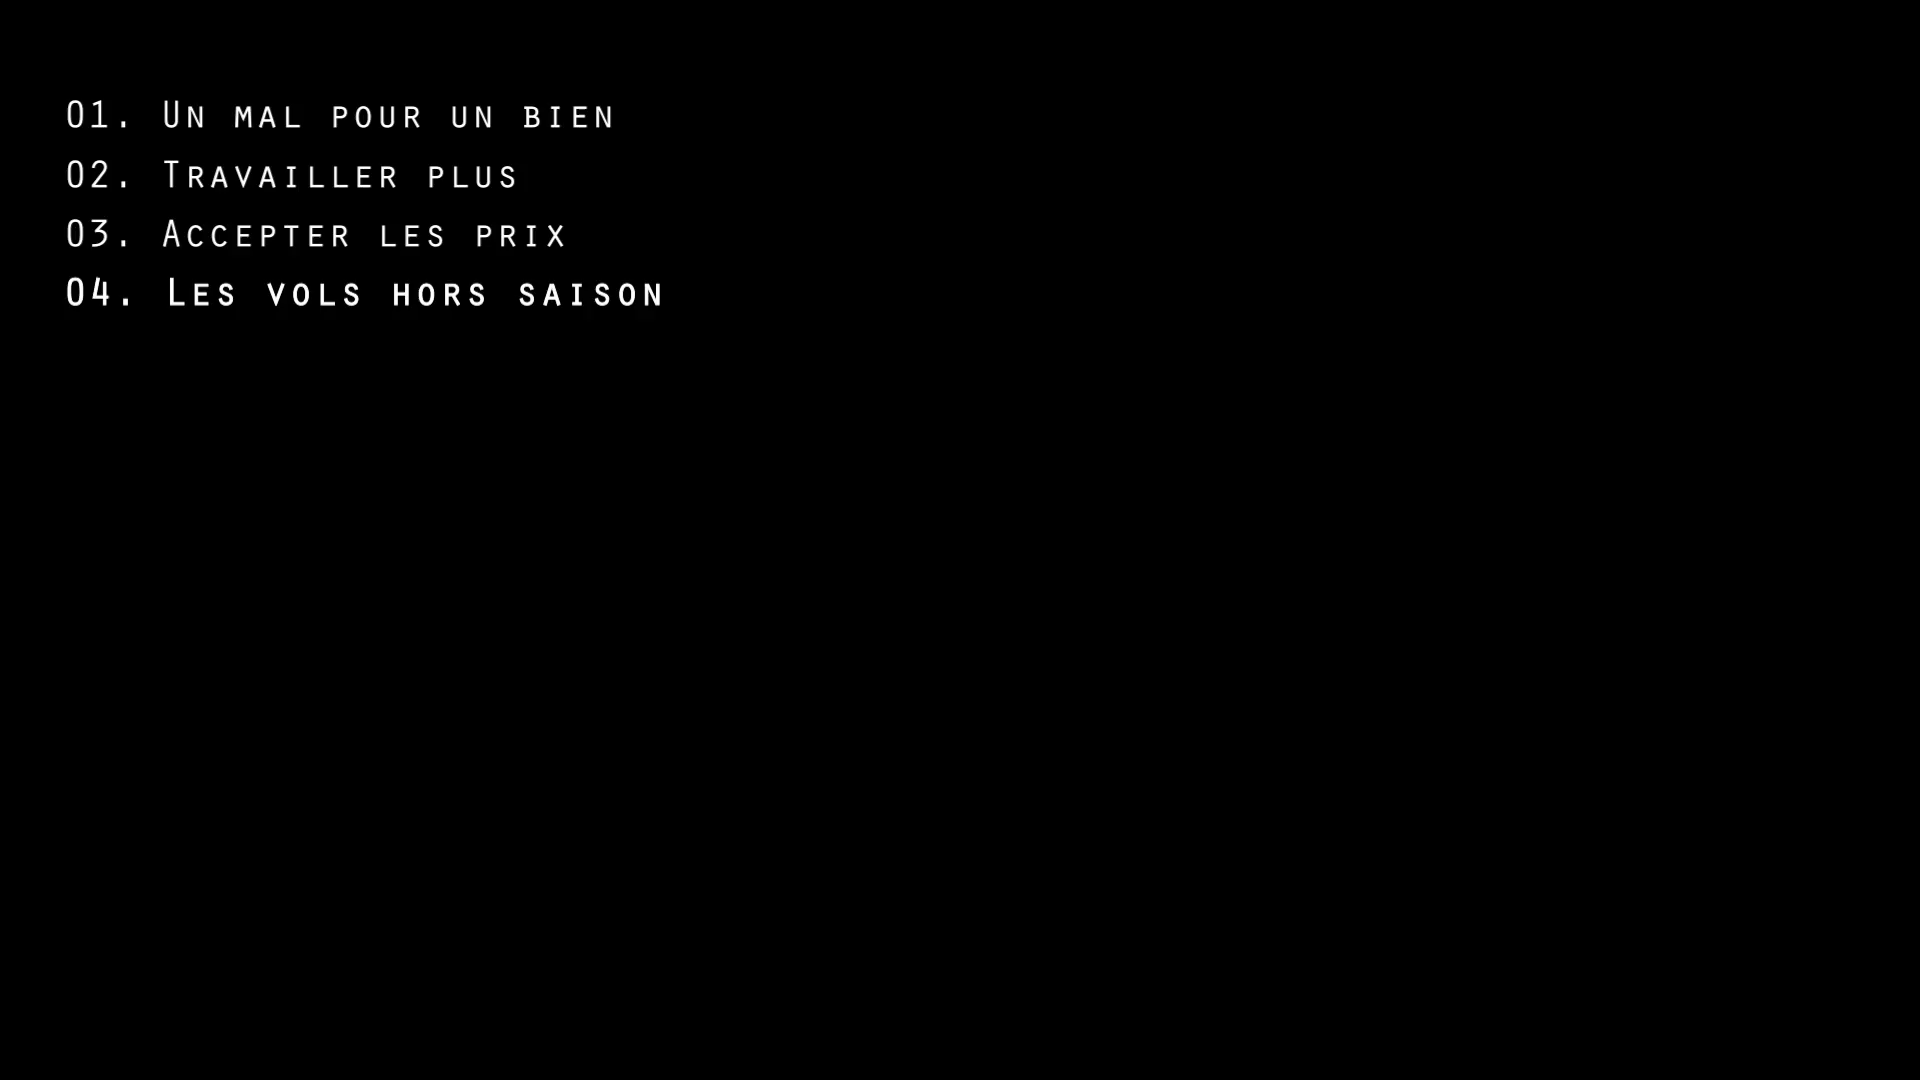 01. Un mal pour un bien
02. Travailler plus
03. Accepter les prix
04. Les vols hors saison